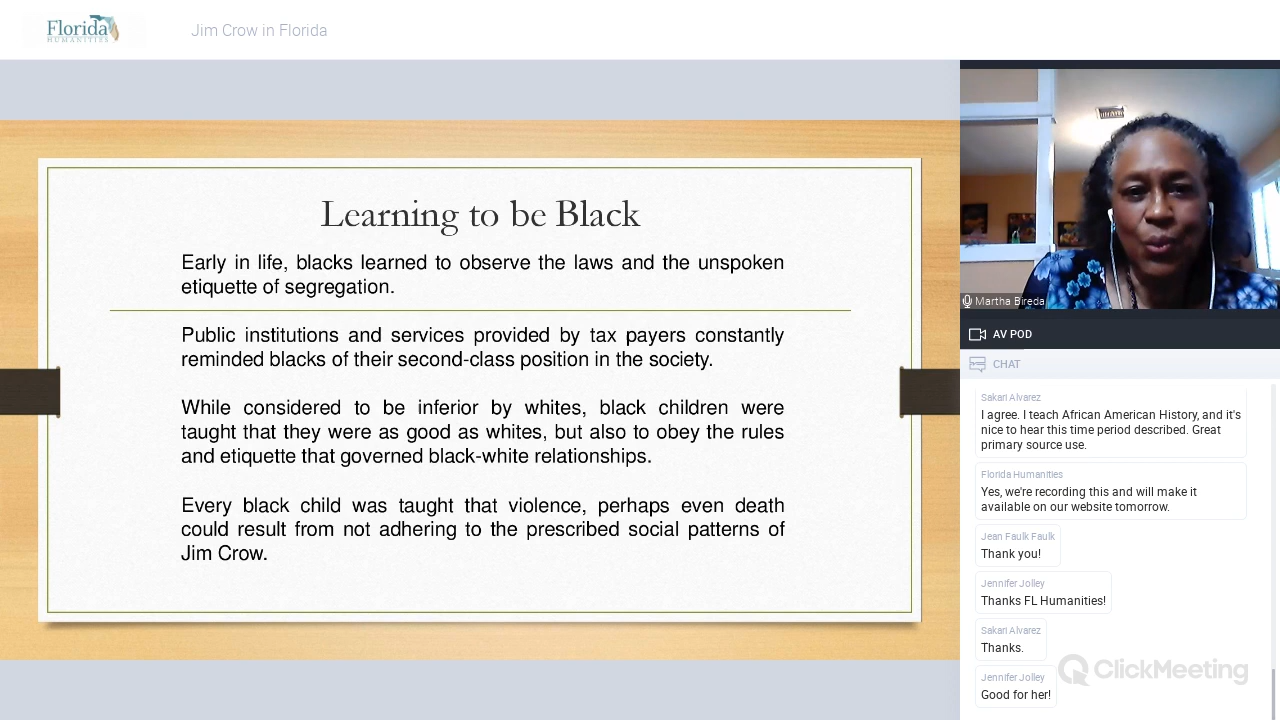 Florida
HUMANITIES
Jim Crow in Florida
Learning to be Black
Early in life, blacks learned to observe the laws and the unspoken
etiquette of segregation.
Public institutions and services provided by tax payers constantly
reminded blacks of their second-class position in the society.
While considered to be inferior by whites, black children were
taught that they were as good as whites, but also to obey the rules
and etiquette that governed black-white relationships.
Every black child was taught that violence, perhaps even death
could result from not adhering to the prescribed social patterns of
Jim Crow.
Martha Bireda
AV POD
CHAT
Sakari Alvarez
I agree. I teach African American History, and it's
nice to hear this time period described. Great
primary source use.
Florida Humanities
Yes, we're recording this and will make it
available on our website tomorrow.
Jean Faulk Faulk
Thank you!
Jennifer Jolley
Thanks FL Humanities!
Sakari Alvarez
Thanks.
Jennifer Jolley
Good for her!
ClickMeeting